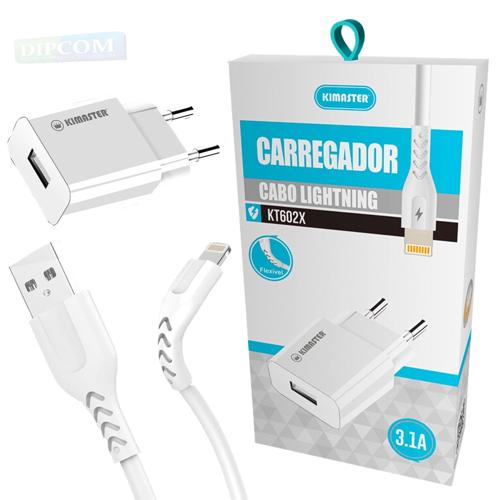 DIPCOM
KIMASTER
KIMASTER
CARREGADOR
CABO LIGHTNING
KT602X
Flexível
KIMASTER
3.1A